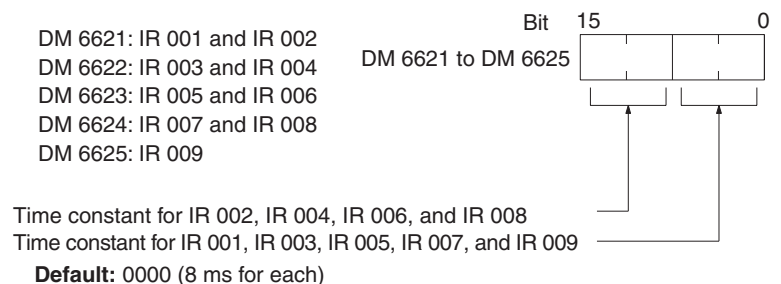 Bit 15 0
DM 6621 to DM 6625
DM 6621: IR 001 and IR 002
DM 6622: IR 003 and IR 004
DM 6623: IR 005 and IR 006
DM 6624: IR 007 and IR 008
DM 6625: IR 009
Time constant for IR 002, IR 004, IR 006, and IR 008
Time constant for IR 001, IR 003, IR 005, IR 007, and IR 009
Default: 0000 (8 ms for each)